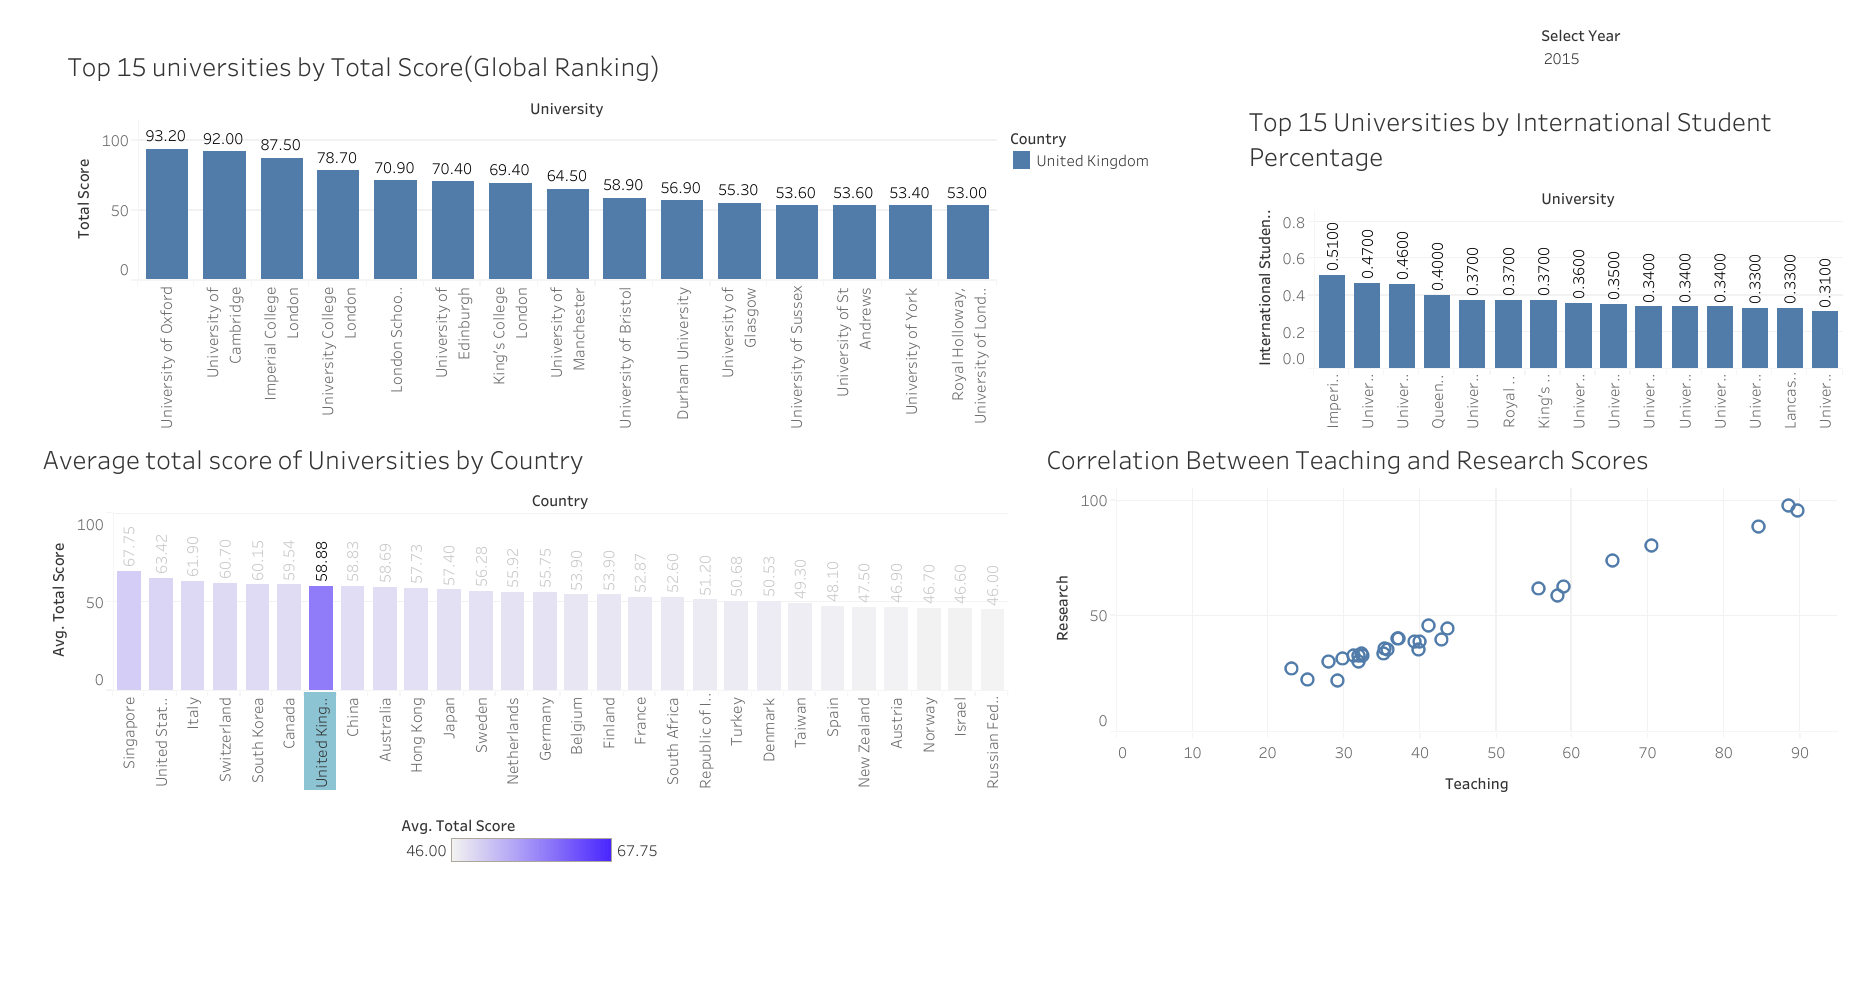 Select Year
2015
Top 15 universities by Total Score(Global Ranking)
University
Total Score
100
50
0
93.20
92.00
87.50
78.70
70.90
70.40
69.40
64.50
58.90
56.90
55.30
53.60
53.60
53.40
53.00
University of Oxford
University of
Cambridge
Imperial College
London
University College
London
London Schoo..
University of
Edinburgh
King's College
London
University of
Manchester
University of Bristol
Durham University
University of
Glasgow
University of Sussex
University of St
Andrews
University of York
Royal Holloway,
University of Lond..
Country
United Kingdom
Top 15 Universities by International Student
Percentage
University
International Studen..
0.8
0.6
0.4
0.2
0.0
0.5100
0.4700
0.4600
0.4000
0.3700
0.3700
0.3700
0.3600
0.3500
0.3400
0.3400
0.3400
0.3300
0.3300
0.3100
Imperi..
Univer..
Univer..
Queen..
Univer..
Royal ..
King's ..
Univer..
Univer..
Univer..
Univer..
Univer..
Univer..
Lancas..
Univer..
Average total score of Universities by Country
Country
Avg. Total Score
100
50
0
67.75
63.42
61.90
60.70
60.15
59.54
58.88
58.83
58.69
57.73
57.40
56.28
55.92
55.75
53.90
53.90
52.87
52.60
51.20
50.68
50.53
49.30
48.10
47.50
46.90
46.70
46.60
46.00
Singapore
United Stat..
Italy
Switzerland
South Korea
Canada
United King..
China
Australia
Hong Kong
Japan
Sweden
Netherlands
Germany
Belgium
Finland
France
South Africa
Republic of I..
Turkey
Denmark
Taiwan
Spain
New Zealand
Austria
Norway
Israel
Russian Fed..
Avg. Total Score
46.00
67.75
Correlation Between Teaching and Research Scores
Research
100
50
0
0
10
20
30
40
50
60
70
80
90
Teaching